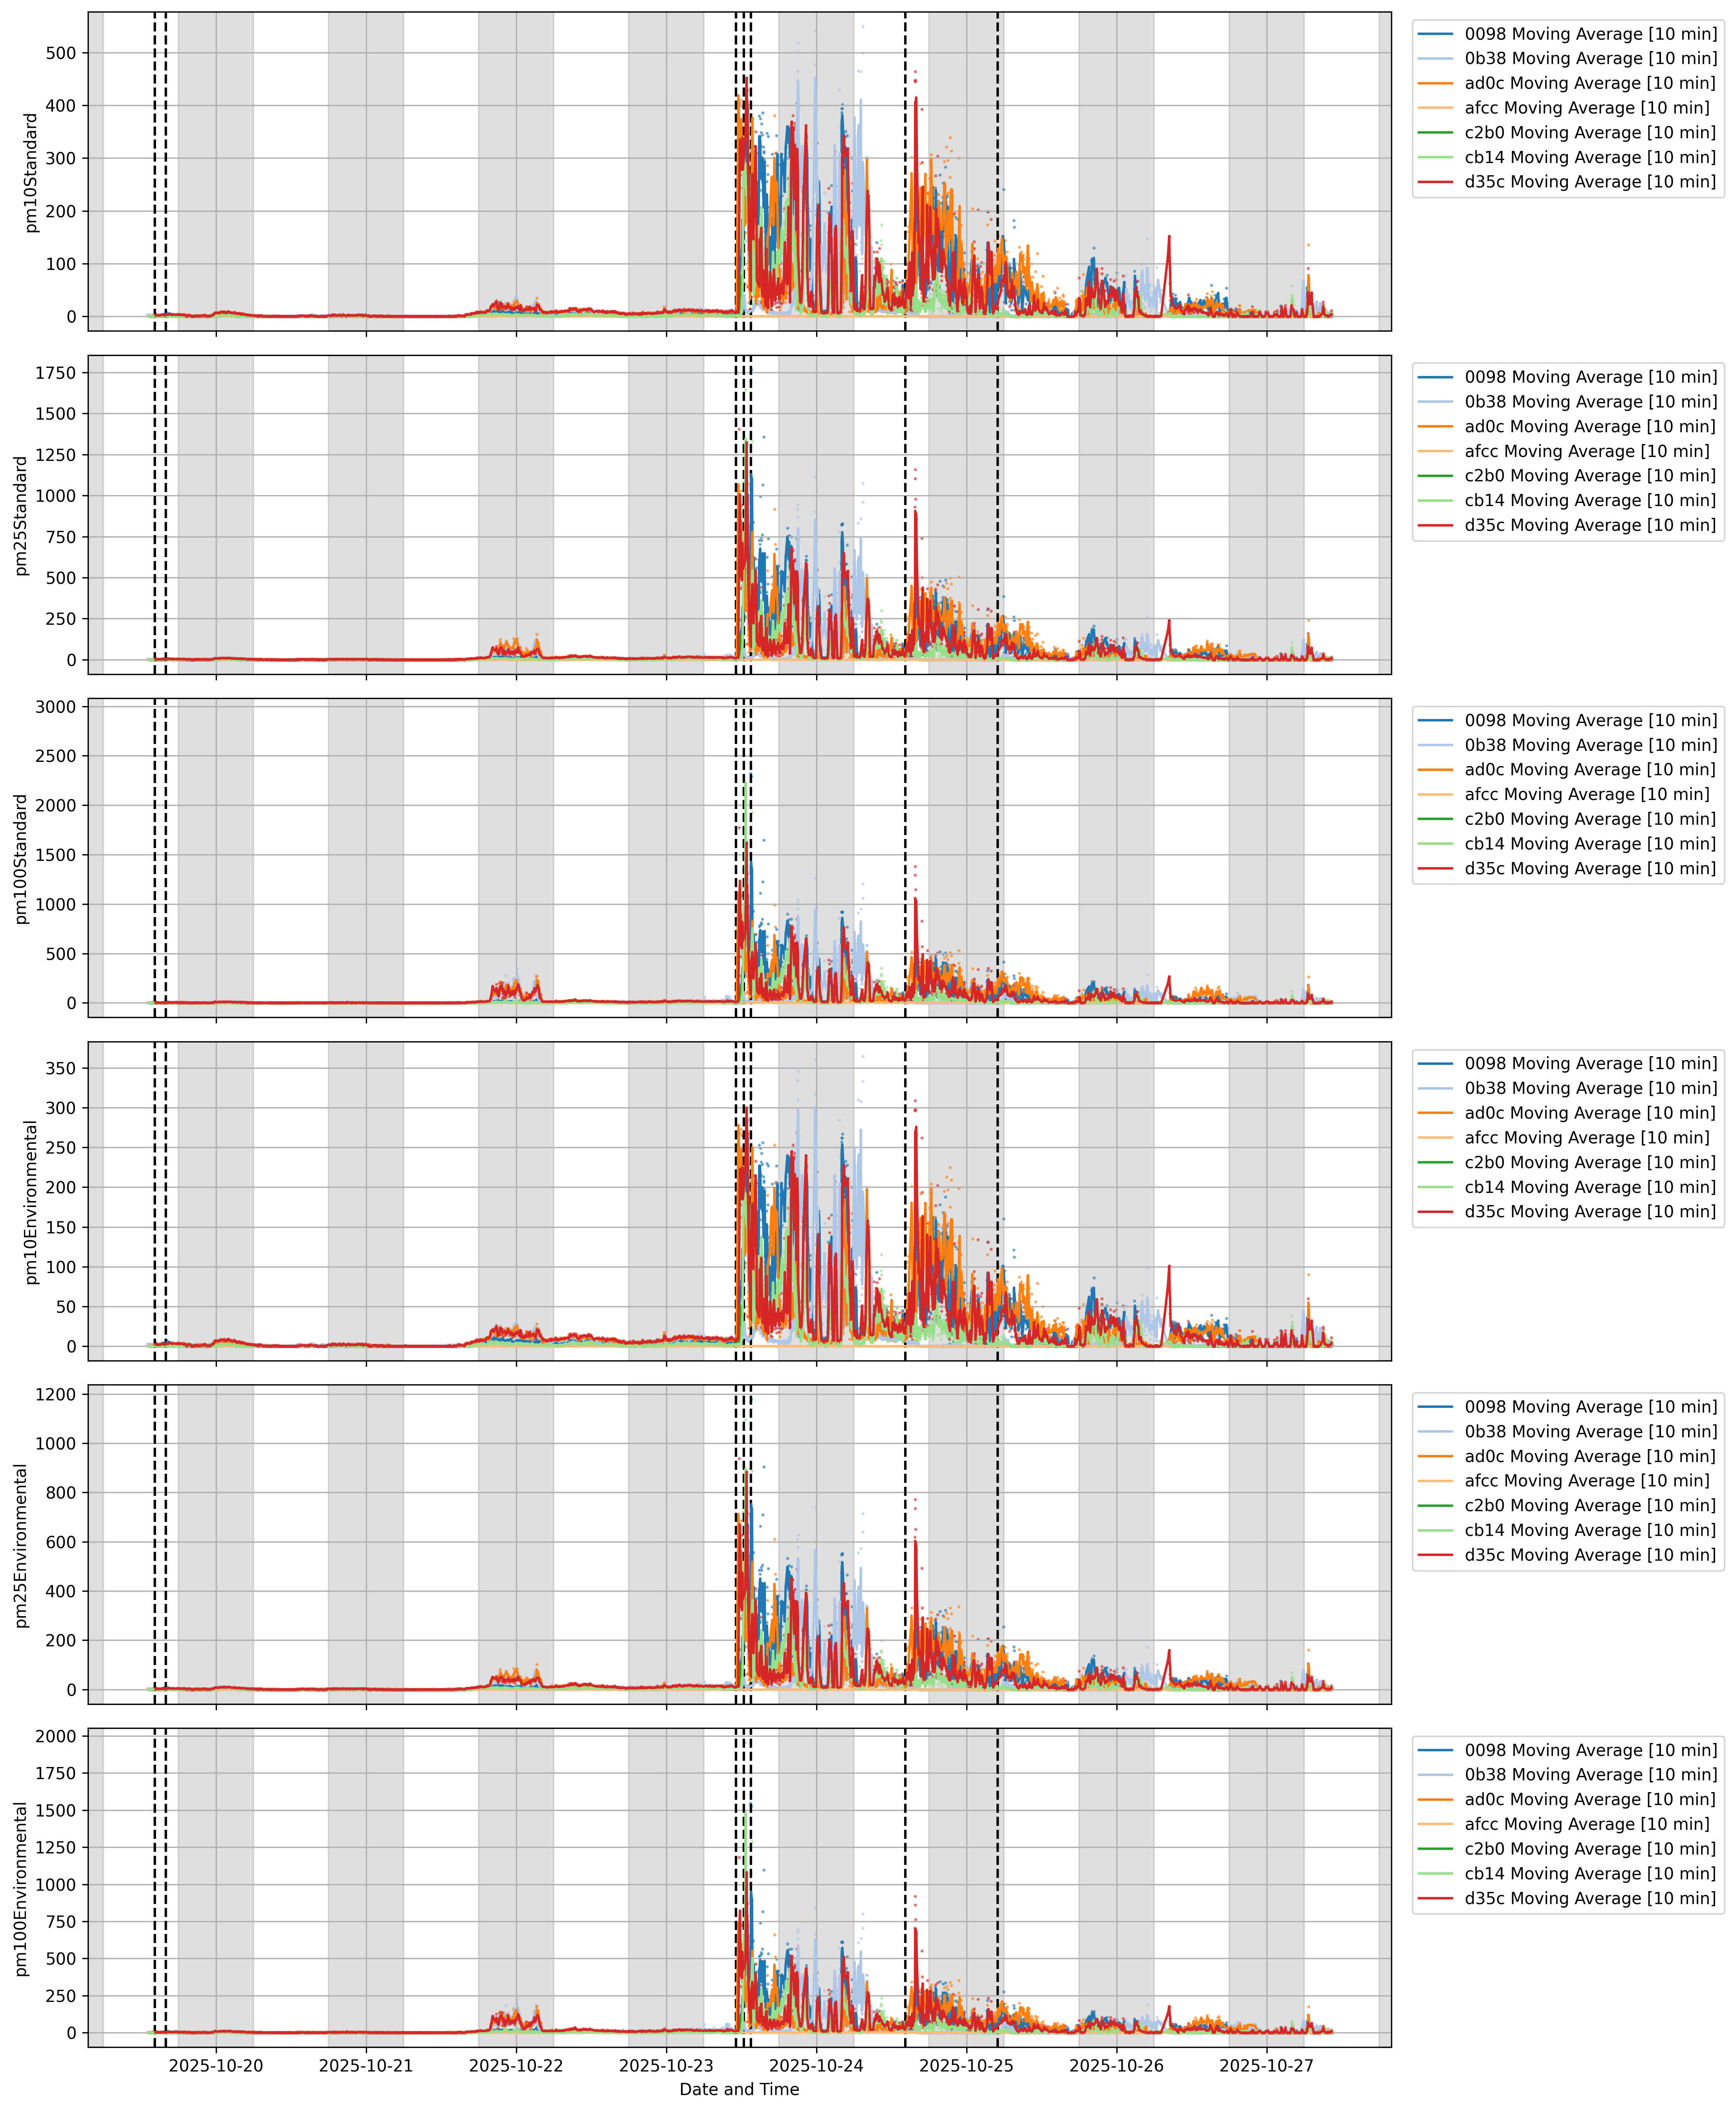 pm10Standard
500
400
300
200
100
0
0098 Moving Average [10 min]
0b38 Moving Average [10 min]
ad0c Moving Average [10 min]
afcc Moving Average [10 min]
c2b0 Moving Average [10 min]
cb14 Moving Average [10 min]
d35c Moving Average [10 min]
pm25Standard
1750
1500
1250
1000
750
500
250
0
0098 Moving Average [10 min]
0b38 Moving Average [10 min]
ad0c Moving Average [10 min]
afcc Moving Average [10 min]
c2b0 Moving Average [10 min]
cb14 Moving Average [10 min]
d35c Moving Average [10 min]
pm100Standard
3000
2500
2000
1500
1000
500
0
0098 Moving Average [10 min]
0b38 Moving Average [10 min]
ad0c Moving Average [10 min]
afcc Moving Average [10 min]
c2b0 Moving Average [10 min]
cb14 Moving Average [10 min]
d35c Moving Average [10 min]
pm10Environmental
350
300
250
200
150
100
50
0
0098 Moving Average [10 min]
0b38 Moving Average [10 min]
ad0c Moving Average [10 min]
afcc Moving Average [10 min]
c2b0 Moving Average [10 min]
cb14 Moving Average [10 min]
d35c Moving Average [10 min]
pm25Environmental
1200
1000
800
600
400
200
0
0098 Moving Average [10 min]
0b38 Moving Average [10 min]
ad0c Moving Average [10 min]
afcc Moving Average [10 min]
c2b0 Moving Average [10 min]
cb14 Moving Average [10 min]
d35c Moving Average [10 min]
pm100Environmental
2000
1750
1500
1250
1000
750
500
250
0
0098 Moving Average [10 min]
0b38 Moving Average [10 min]
ad0c Moving Average [10 min]
afcc Moving Average [10 min]
c2b0 Moving Average [10 min]
cb14 Moving Average [10 min]
d35c Moving Average [10 min]
2025-10-20 2025-10-21 2025-10-22 2025-10-23 2025-10-24 2025-10-25 2025-10-26 2025-10-27
Date and Time